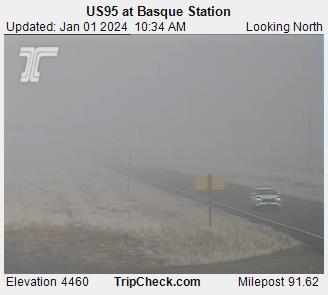 US95 at Basque Station
Updated: Jan 01 2024 10:34 AM Looking North
Elevation 4460 TripCheck.com Milepost 91.62